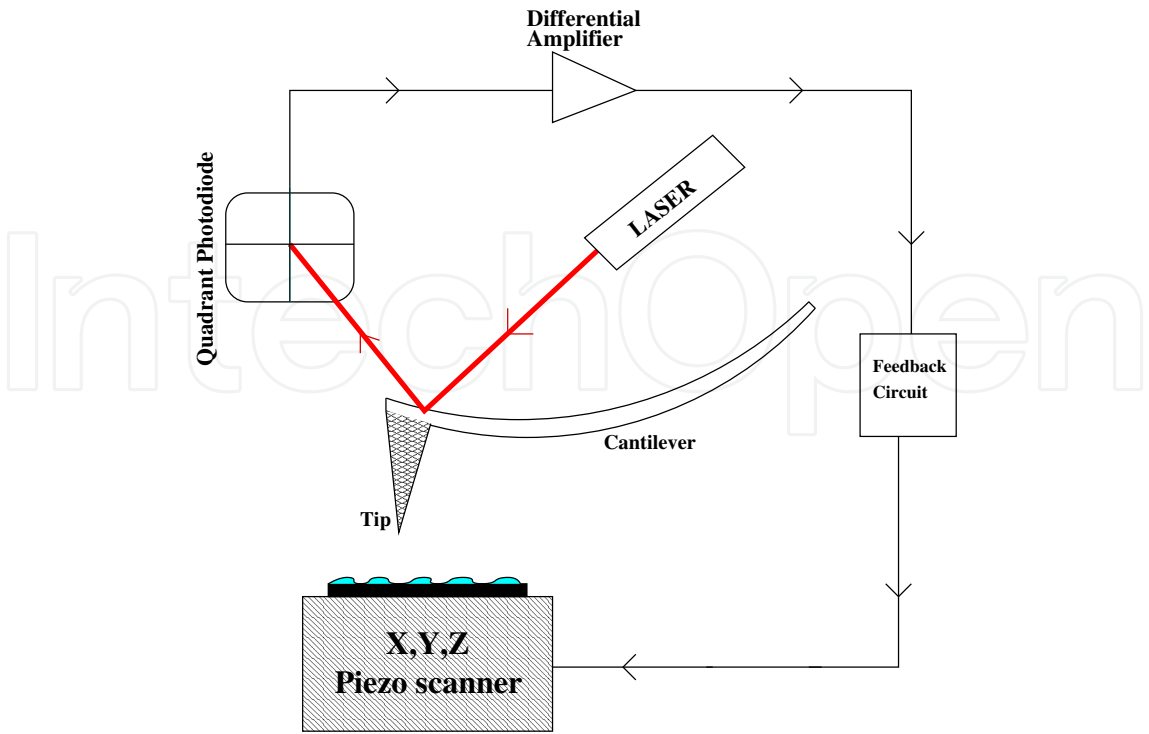 Differential
Amplifier
Quadrant Photodiode
LASER
IntechOpen
Feedback
Circuit
Cantilever
Tip
X,Y,Z
Piezo scanner